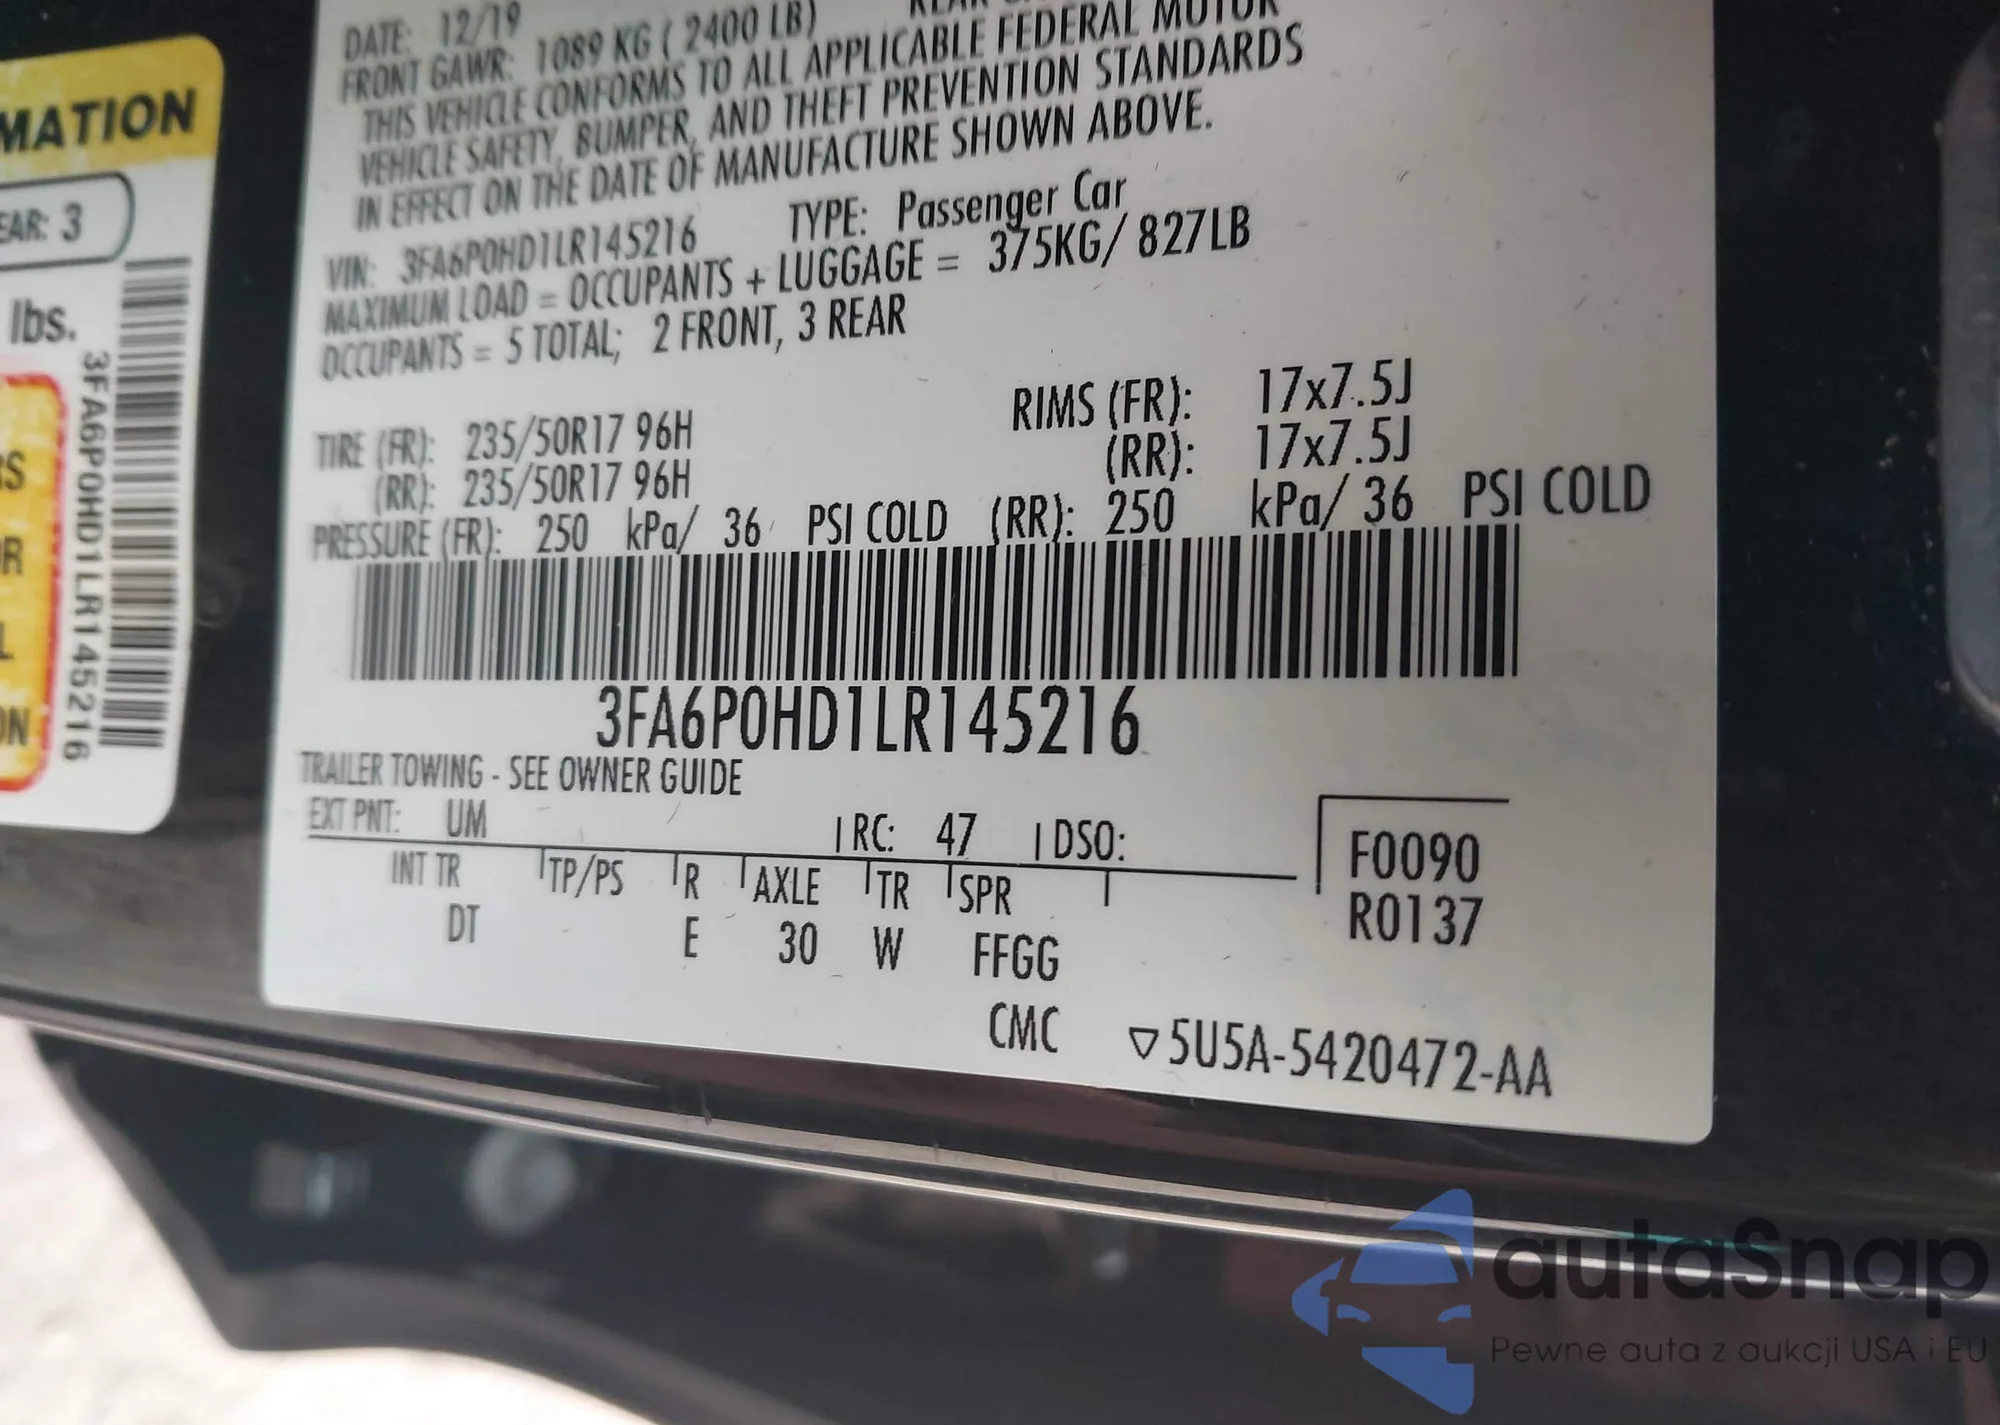 DATE: 12/19
FRONT GAWR: 1089 KG ( 2400 LB)
THIS VEHICLE CONFORMS TO ALL APPLICABLE FEDERAL MOTOR
VEHICLE SAFETY, BUMPER, AND THEFT PREVENTION STANDARDS
IN EFFECT ON THE DATE OF MANUFACTURE SHOWN ABOVE.
VIN: 3FA6P0HD1LR145216 TYPE: Passenger Car
MAXIMUM LOAD = OCCUPANTS + LUGGAGE = 375KG/ 827LB
OCCUPANTS = 5 TOTAL; 2 FRONT, 3 REAR
TIRE (FR): 235/50R17 96H RIMS (FR): 17x7.5J
(RR): 235/50R17 96H (RR): 17x7.5J
PRESSURE (FR): 250 kPa/ 36 PSI COLD (RR): 250 kPa/ 36 PSI COLD
3FA6P0HD1LR145216
TRAILER TOWING - SEE OWNER GUIDE
EXT PNT: UM RC: 47 DSO: F0090
INT TR TP/PS R AXLE TR SPR R0137
DT E 30 W FFGG
CMC ▽5U5A-5420472-AA
MATION
EAR: 3
lbs.
3FA6P0HD1LR145216
autaSnap
Pewne auta z aukcji USA i EU